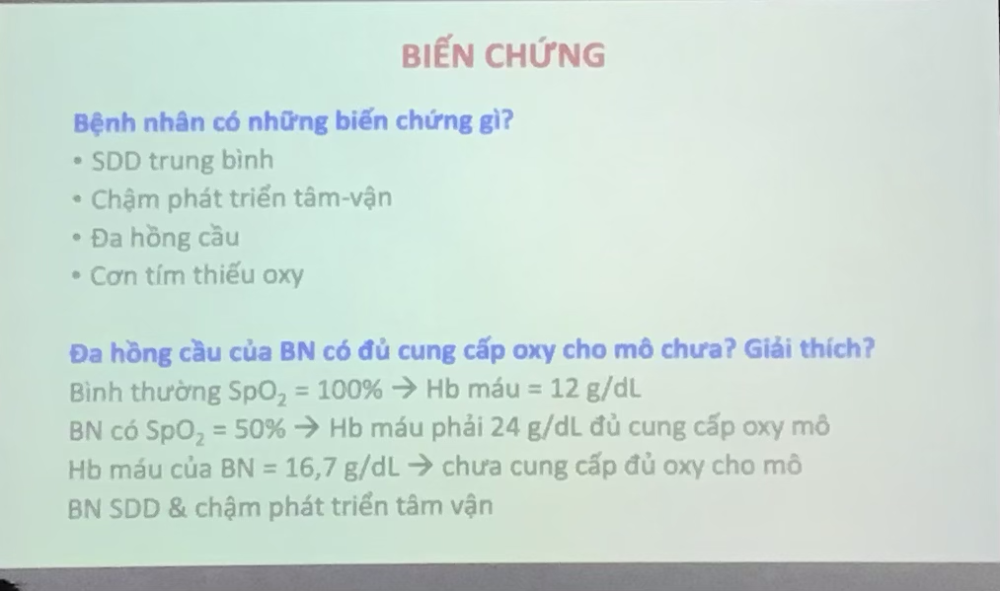 BIẾN CHỨNG
Bệnh nhân có những biến chứng gì?
• SDD trung bình
• Chậm phát triển tâm-vận
• Đa hồng cầu
• Cơn tím thiếu oxy
Đa hồng cầu của BN có đủ cung cấp oxy cho mô chưa? Giải thích?
Bình thường SpO₂ = 100% → Hb máu = 12 g/dL
BN có SpO₂ = 50% → Hb máu phải 24 g/dL đủ cung cấp oxy mô
Hb máu của BN = 16,7 g/dL → chưa cung cấp đủ oxy cho mô
BN SDD & chậm phát triển tâm vận